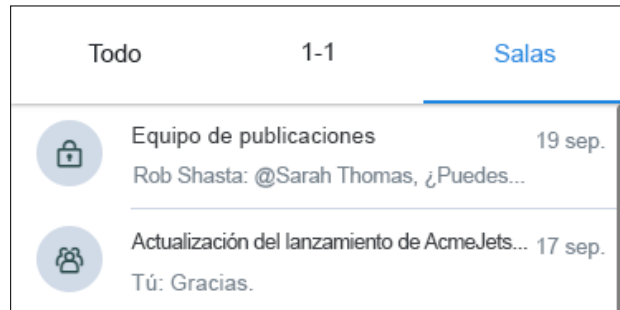 Todo 1-1 Salas
Equipo de publicaciones 19 sep.
Rob Shasta: @Sarah Thomas, ¿Puedes...
Actualización del lanzamiento de AcmeJets... 17 sep.
Tú: Gracias.